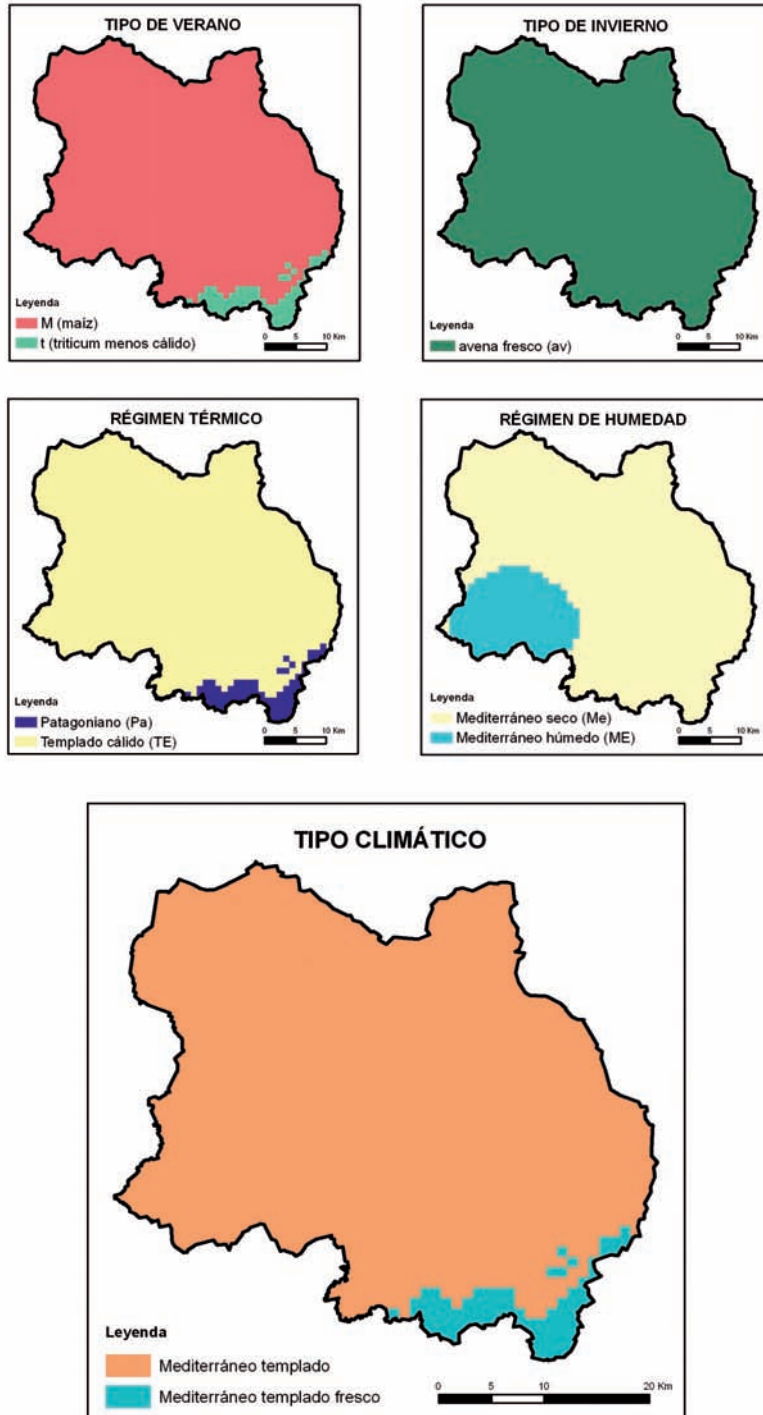 TIPO DE VERANO
Leyenda
M (maíz)
t (triticum menos cálido)
0 5 10 Km
TIPO DE INVIERNO
Leyenda
avena fresco (av)
0 5 10 Km
RÉGIMEN TÉRMICO
Leyenda
Patagoniano (Pa)
Templado cálido (TE)
0 5 10 Km
RÉGIMEN DE HUMEDAD
Leyenda
Mediterráneo seco (Me)
Mediterráneo húmedo (ME)
0 5 10 Km
TIPO CLIMÁTICO
Leyenda
Mediterráneo templado
Mediterráneo templado fresco
0 5 10 20 Km